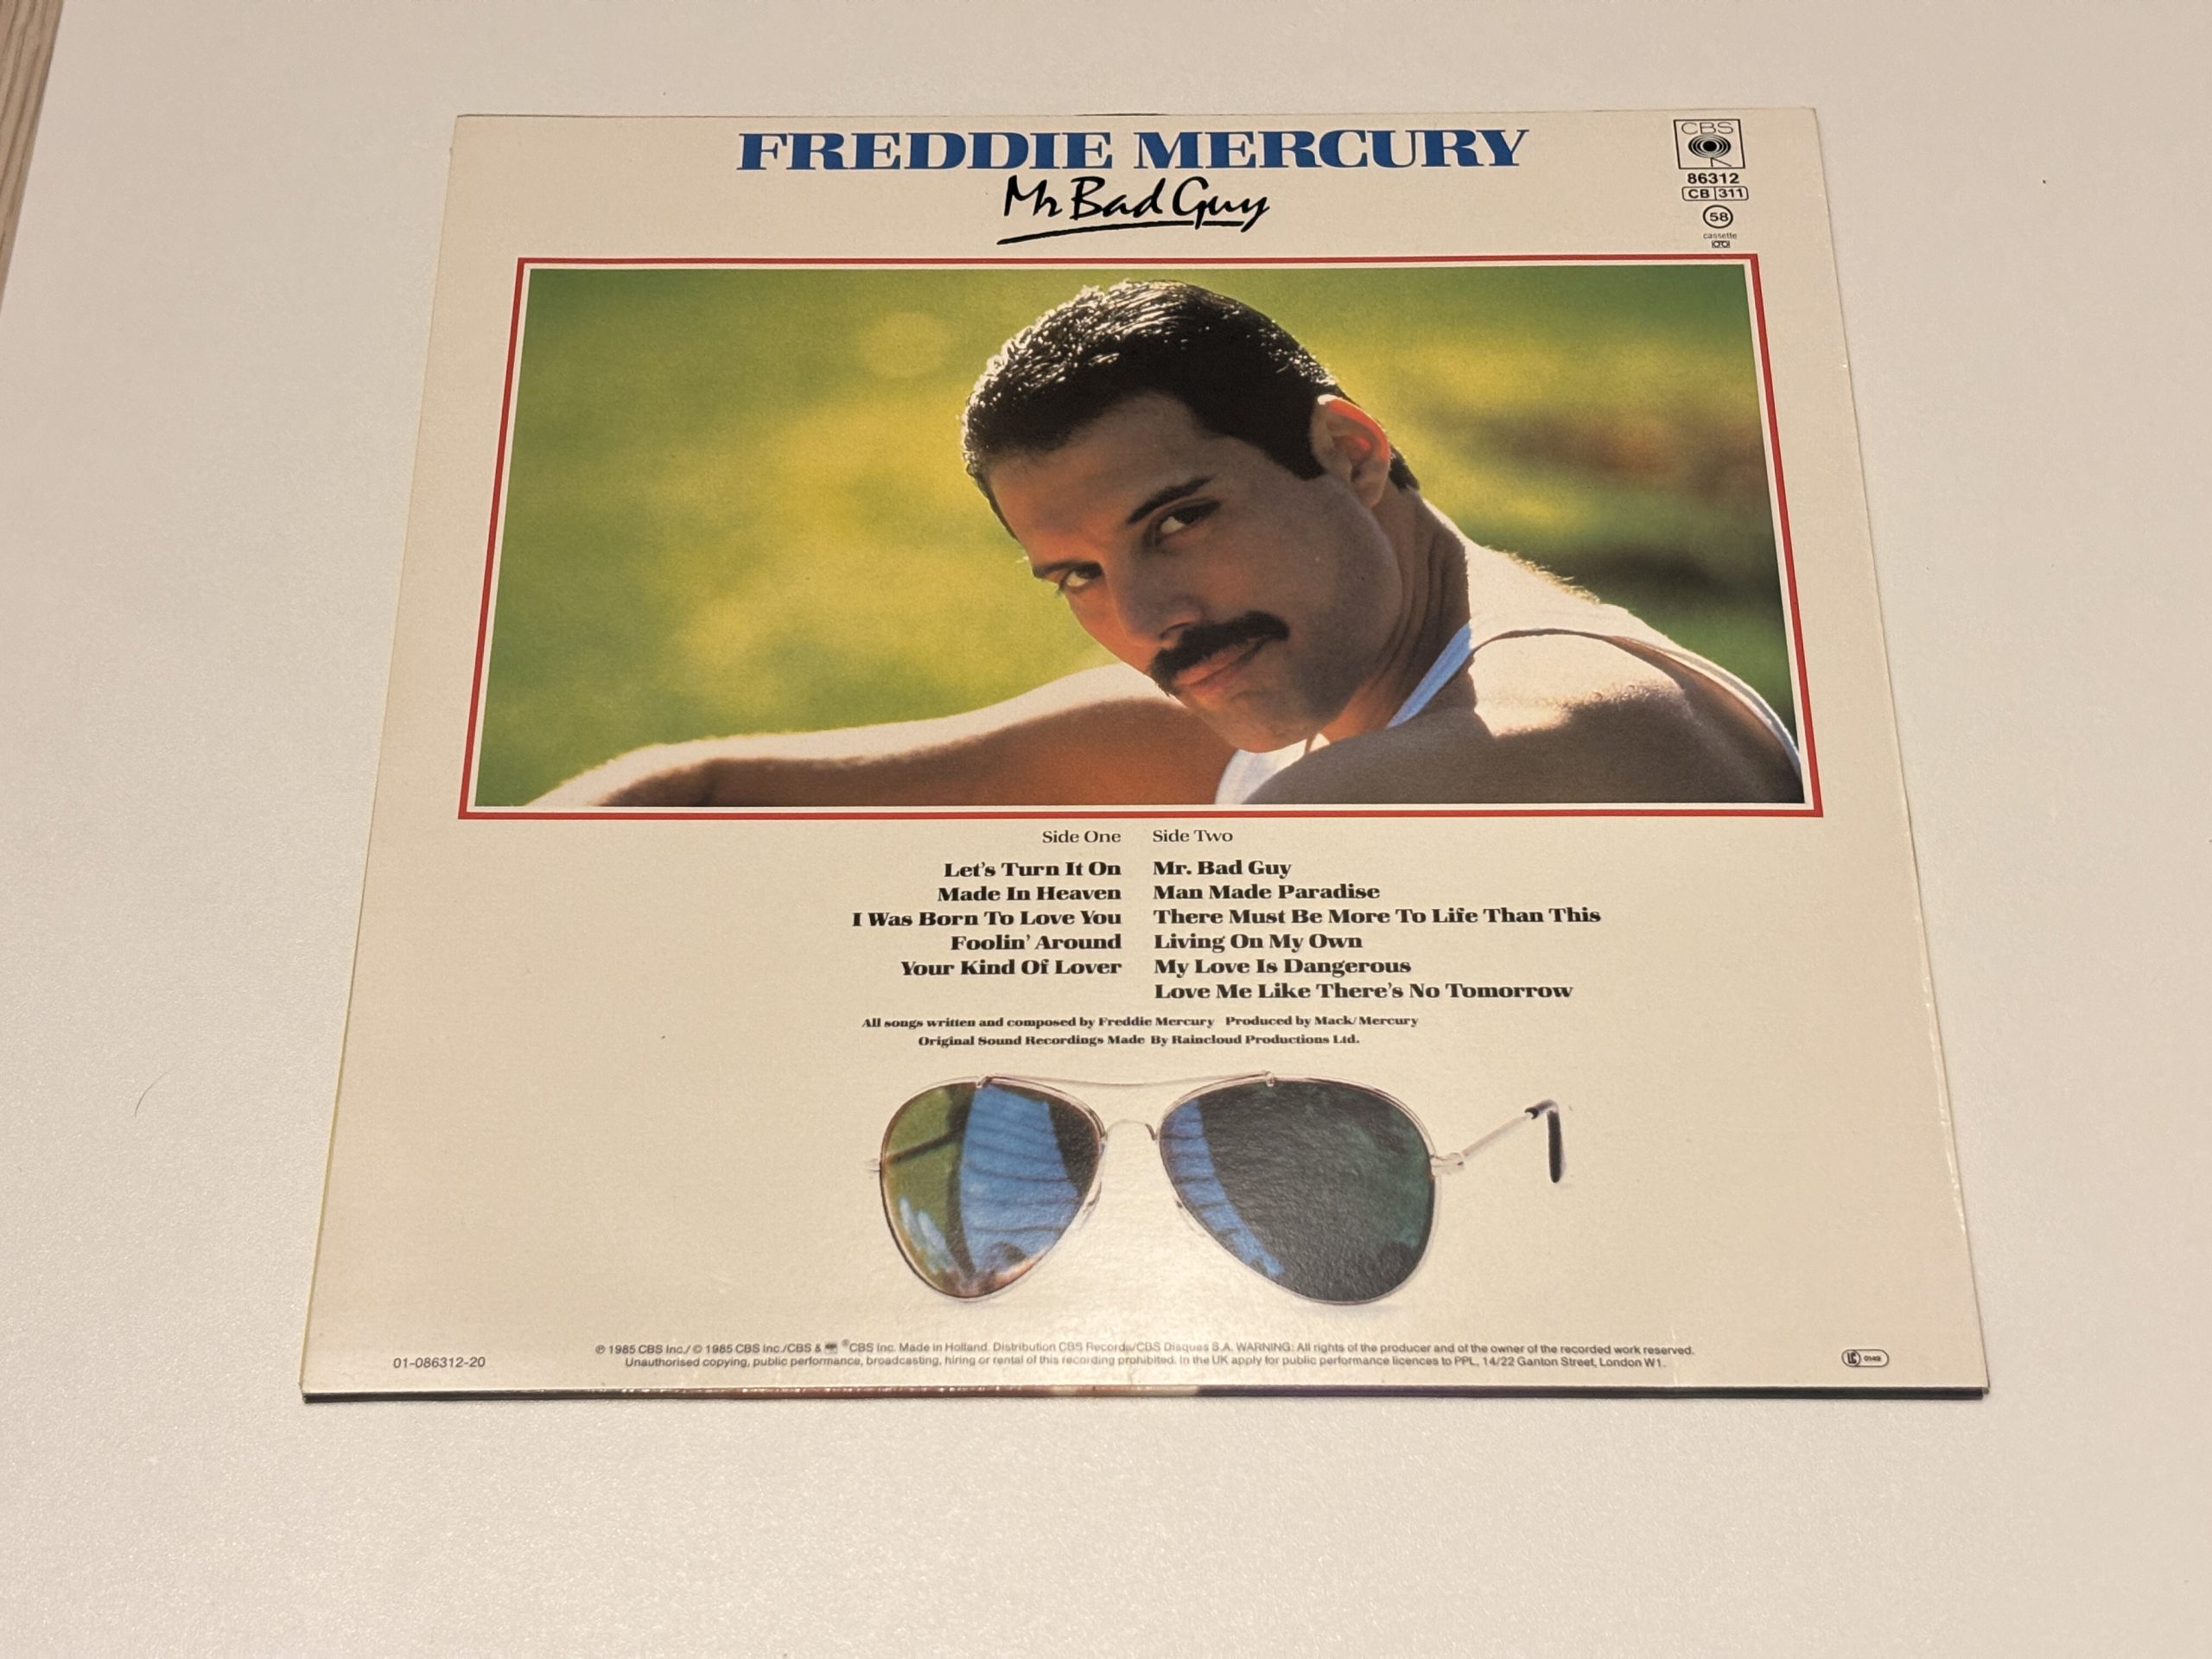 FREDDIE MERCURY
Mr Bad Guy
CBS
86312
CB 311
58
cassette
Side One
Let's Turn It On
Made In Heaven
I Was Born To Love You
Foolin' Around
Your Kind Of Lover
Side Two
Mr. Bad Guy
Man Made Paradise
There Must Be More To Life Than This
Living On My Own
My Love Is Dangerous
Love Me Like There's No Tomorrow
All songs written and composed by Freddie Mercury Produced by Mack/Mercury
Original Sound Recordings Made By Raincloud Productions Ltd.
01-086312-20
℗ 1985 CBS Inc./ © 1985 CBS Inc./CBS & ®CBS Inc. Made in Holland. Distribution CBS Records/CBS Disques S.A. WARNING: All rights of the producer and of the owner of the recorded work reserved.
Unauthorised copying, public performance, broadcasting, hiring or rental of this recording prohibited. In the UK apply for public performance licences to PPL, 14/22 Ganton Street, London W1.
LC